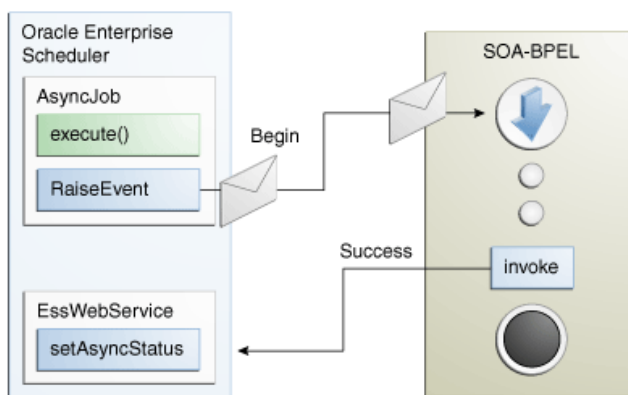 Oracle Enterprise
Scheduler
AsyncJob
execute()
RaiseEvent
Begin
SOA-BPEL
Success
invoke
EssWebService
setAsyncStatus